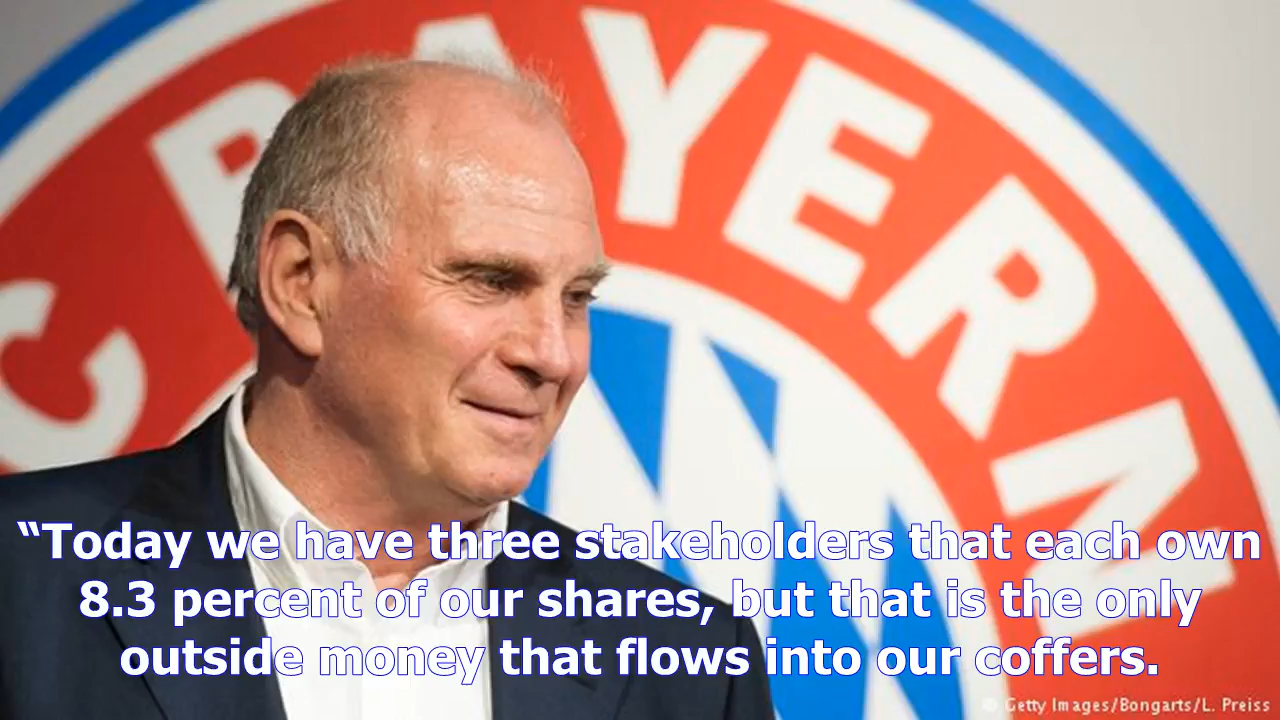 C BAYERN
“Today we have three stakeholders that each own
8.3 percent of our shares, but that is the only
outside money that flows into our coffers.
© Getty Images/Bongarts/L. Preiss